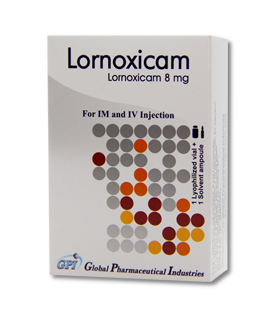 Lornoxicam
Lornoxicam 8 mg
For IM and IV Injection
1 Lyophilized vial +
1 Solvent ampoule
GPI
Global Pharmaceutical Industries